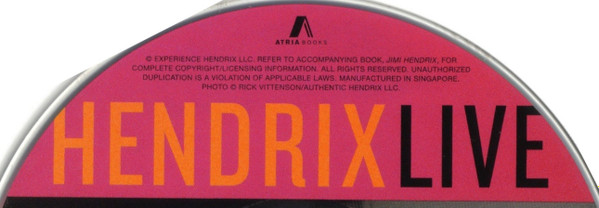 ATRIA BOOKS
© EXPERIENCE HENDRIX LLC. REFER TO ACCOMPANYING BOOK, JIMI HENDRIX, FOR
COMPLETE COPYRIGHT/LICENSING INFORMATION. ALL RIGHTS RESERVED. UNAUTHORIZED
DUPLICATION IS A VIOLATION OF APPLICABLE LAWS. MANUFACTURED IN SINGAPORE.
PHOTO © RICK VITTENSON/AUTHENTIC HENDRIX LLC.
HENDRIX LIVE